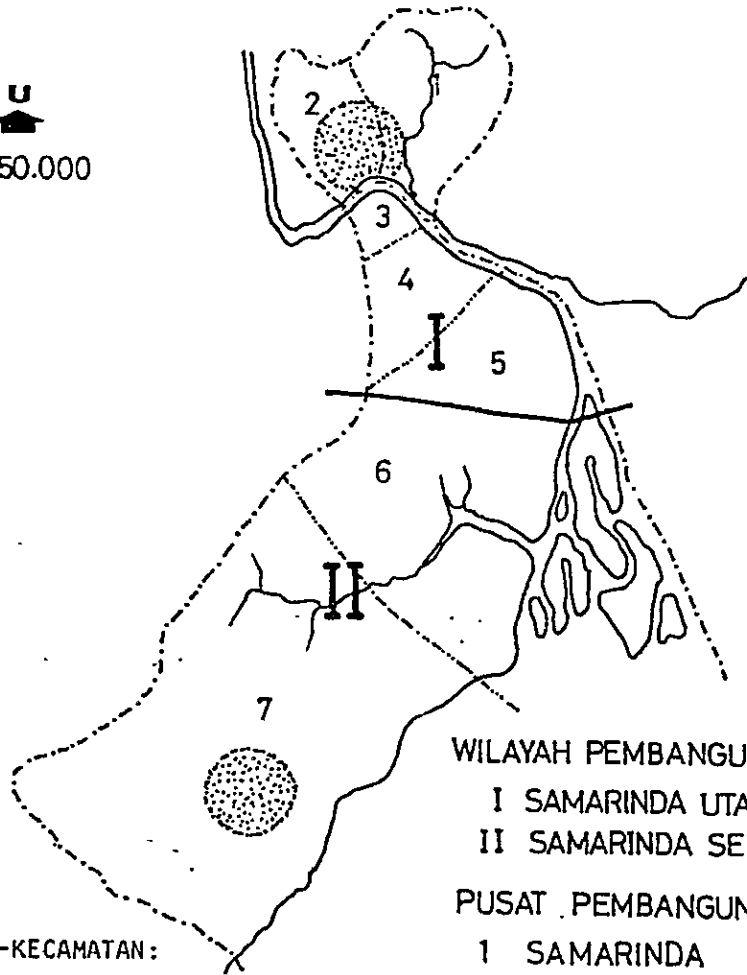 U
50.000
1
2
3
4
I
5
6
II
7
WILAYAH PEMBANGU
I SAMARINDA UTA
II SAMARINDA SE
PUSAT PEMBANGUN
-KECAMATAN:
1 SAMARINDA